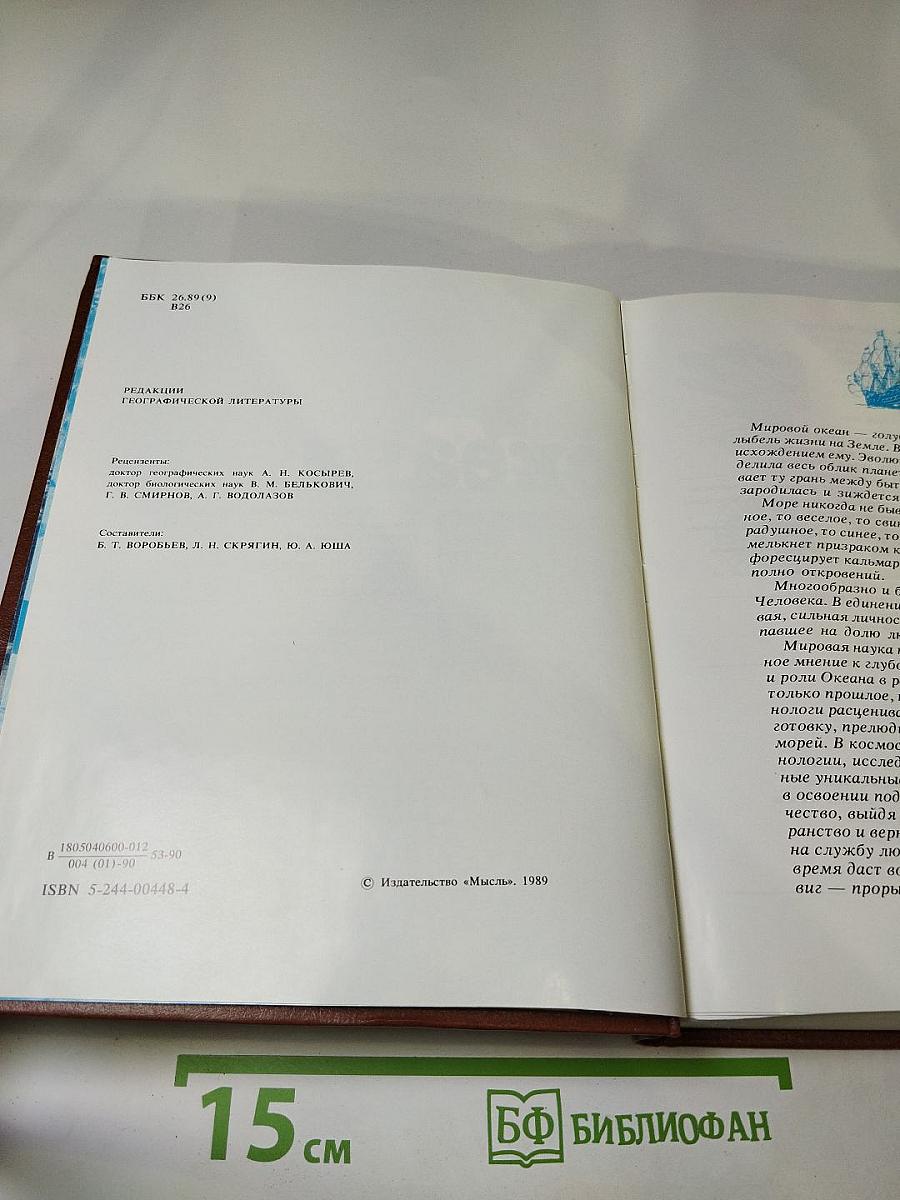 ББК 26.89(9)
В26
РЕДАКЦИИ
ГЕОГРАФИЧЕСКОЙ ЛИТЕРАТУРЫ
Рецензенты:
доктор географических наук А. Н. КОСЫРЕВ,
доктор биологических наук В. М. БЕЛЬКОВИЧ,
Г. В. СМИРНОВ, А. Г. ВОДОЛАЗОВ
Составители:
Б. Т. ВОРОБЬЕВ, Л. Н. СКРЯГИН, Ю. А. ЮША
В 1805040600-012 53-90
004 (01)-90
ISBN 5-244-00448-4
© Издательство «Мысль». 1989
Мировой океан — голу
лыбель жизни на Земле. В
исхождением ему. Эволю
делила весь облик планет
вает ту грань между быт
зародилась и зиждется
Море никогда не быв
ное, то веселое, то сви
радушное, то синее, то
мелькнет призраком к
форесцирует кальмар
полно откровений.
Многообразно и б
Человека. В единени
вая, сильная личнос
павшее на долю лю
Мировая наука
ное мнение к глубо
и роли Океана в р
только прошлое,
нологи расценива
готовку, прелюд
морей. В космос
нологии, исслед
ные уникальны
в освоении под
чество, выйдя
ранство и верн
на службу лю
время даст во
виг — проры
15 см
БФ БИБЛИОФАН